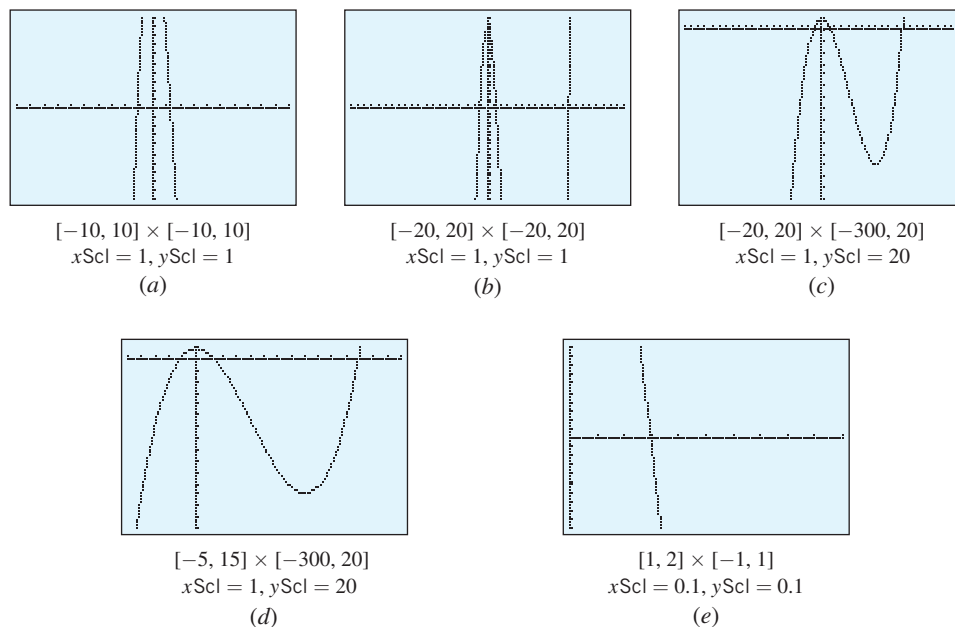 [−10, 10] × [−10, 10]
xScl = 1, yScl = 1
(a)
[−20, 20] × [−20, 20]
xScl = 1, yScl = 1
(b)
[−20, 20] × [−300, 20]
xScl = 1, yScl = 20
(c)
[−5, 15] × [−300, 20]
xScl = 1, yScl = 20
(d)
[1, 2] × [−1, 1]
xScl = 0.1, yScl = 0.1
(e)